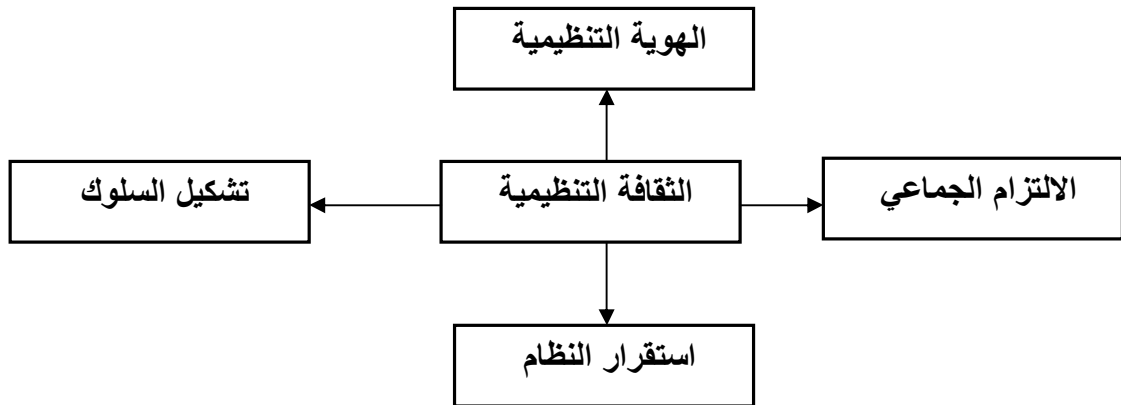 الهوية التنظيمية
الالتزام الجماعي
الثقافة التنظيمية
تشكيل السلوك
استقرار النظام